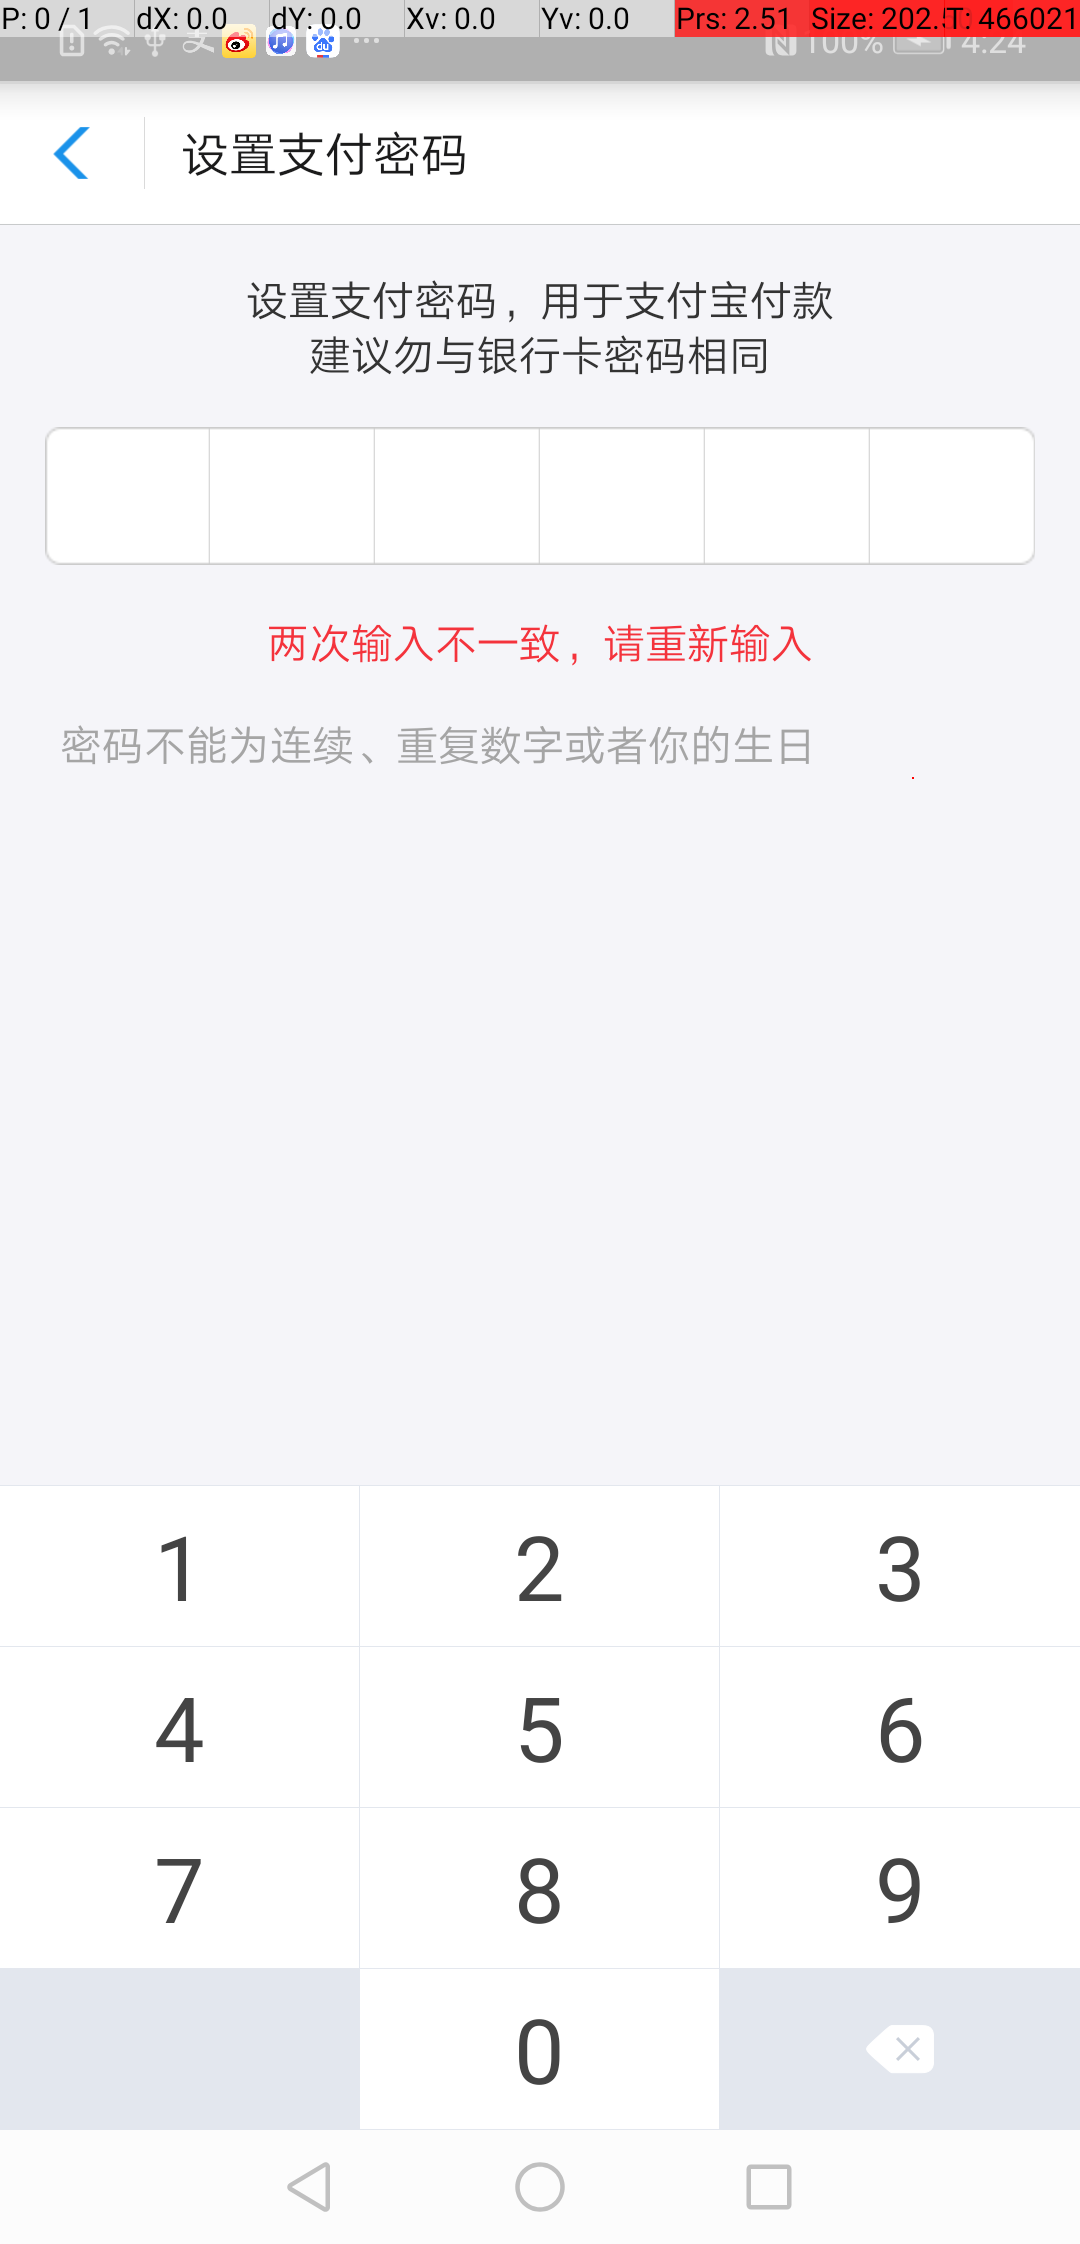 P: 0 / 1 dX: 0.0 dY: 0.0 Xv: 0.0 Yv: 0.0 Prs: 2.51 Size: 202. T: 466021
支 du 100% 4:24
设置支付密码
设置支付密码，用于支付宝付款
建议勿与银行卡密码相同
两次输入不一致，请重新输入
密码不能为连续、重复数字或者你的生日
1 2 3
4 5 6
7 8 9
0